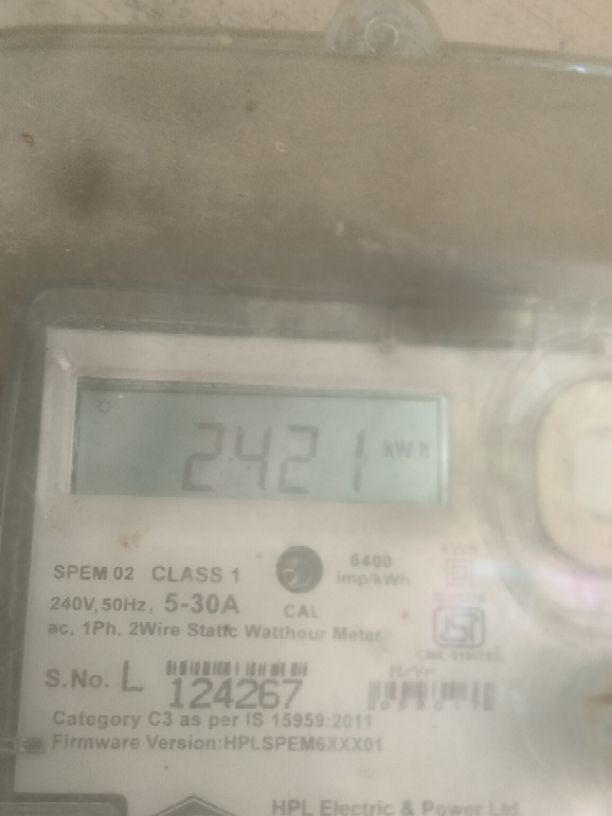 2421 kWh
SPEM 02 CLASS 1
6400
imp/kWh
240V, 50Hz, 5-30A
CAL
ac, 1Ph, 2Wire Static Watthour Meter
S.No. L 124267
M/Yr
Category C3 as per IS 15959:2011
Firmware Version:HPLSPEM6XXX01
HPL Electric & Power Ltd.